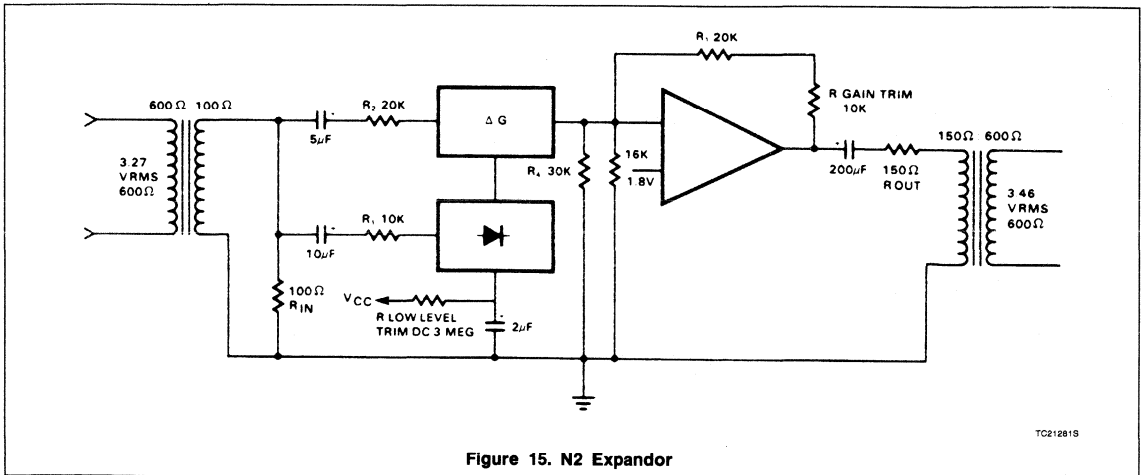 R, 20K
R GAIN TRIM
10K
600Ω 100Ω
3.27
VRMS
600Ω
5μF
R₂ 20K
ΔG
R₄ 30K
16K
1.8V
200μF
150Ω
ROUT
150Ω 600Ω
3.46
VRMS
600Ω
10μF
R₁ 10K
100Ω
RIN
VCC
R LOW LEVEL
TRIM DC 3 MEG
2μF
TC21281S
Figure 15. N2 Expandor